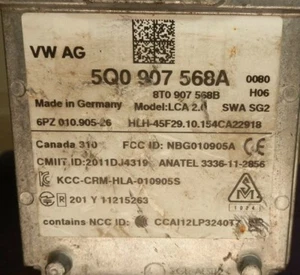 VW AG
5Q0 907 568A 0080
8T0 907 568B H06
Made in Germany Model:LCA 2.0 SWA SG2
6PZ 010.905-26 HLH-45F29.10.154CA22918
Canada 310 FCC ID: NBG010905A
CMIIT ID:2011DJ4319 ANATEL 3336-11-2856
KCC-CRM-HLA-010905S
R 201 Y 11215263
contains NCC ID: CCAI12LP3240T2